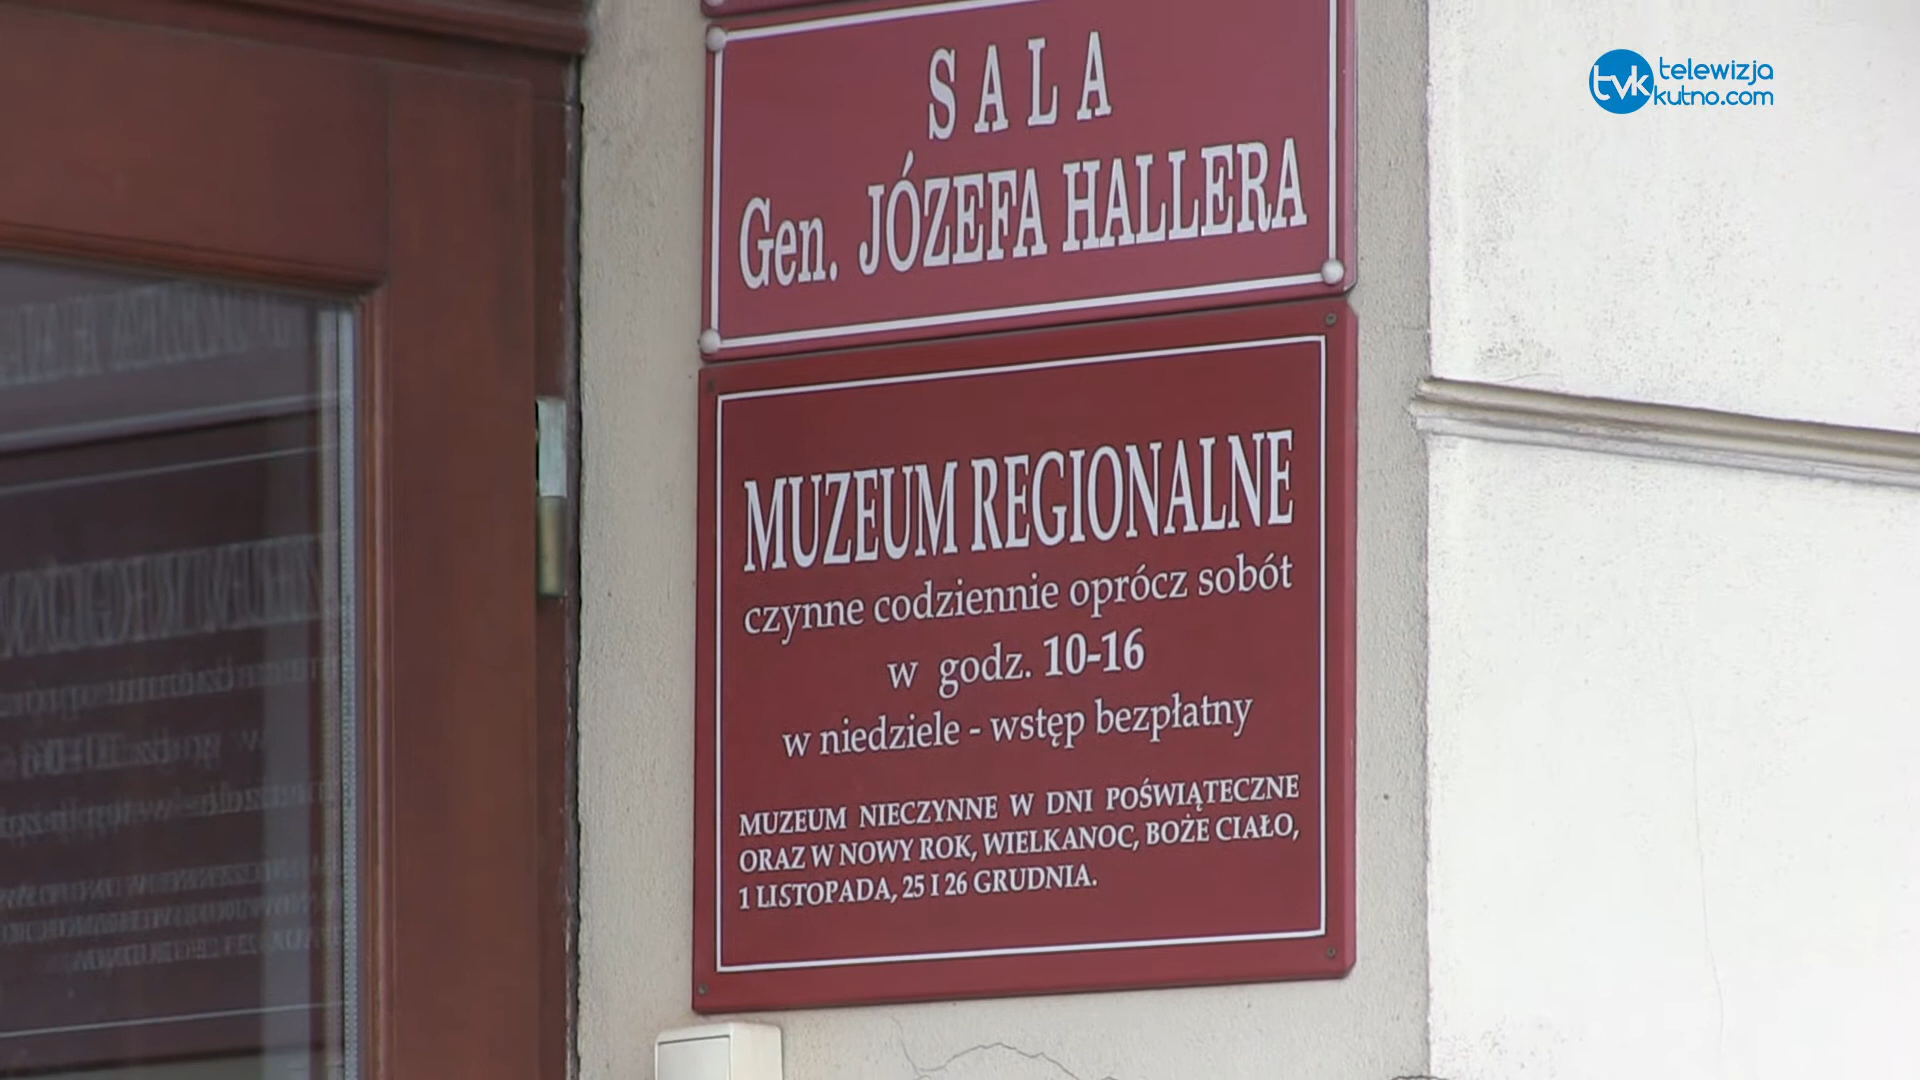 telewizja
tvk kutno.com
SALA
Gen. JÓZEFA HALLERA
MUZEUM REGIONALNE
czynne codziennie oprócz sobót
w godz. 10-16
w niedziele - wstęp bezpłatny
MUZEUM NIECZYNNE W DNI POŚWIĄTECZNE
ORAZ W NOWY ROK, WIELKANOC, BOŻE CIAŁO,
1 LISTOPADA, 25 I 26 GRUDNIA.